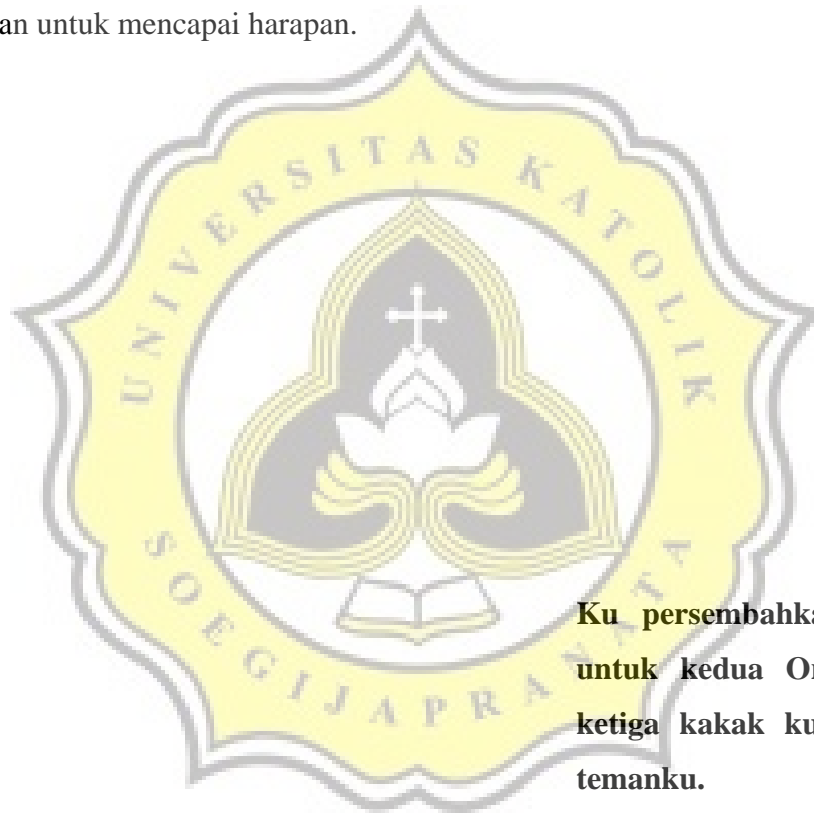 an untuk mencapai harapan.
UNIVERSITAS KATOLIK
SOEGIJAPRANATA
Ku persembahka
untuk kedua Or
ketiga kakak ku
temanku.